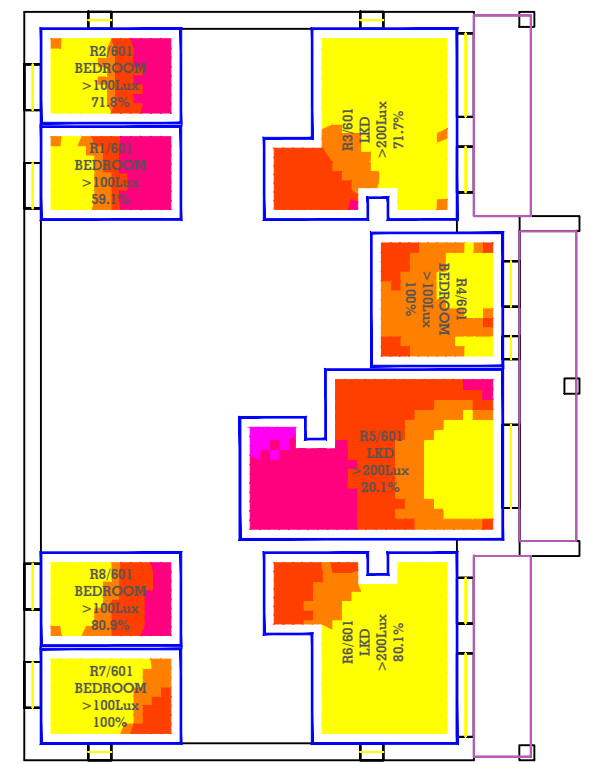 R2/601
BEDROOM
>100Lux
71.8%
R1/601
BEDROOM
>100Lux
59.1%
R3/601
LKD
>200Lux
71.7%
R4/601
BEDROOM
>100Lux
100%
R5/601
LKD
>200Lux
20.1%
R8/601
BEDROOM
>100Lux
80.9%
R6/601
LKD
>200Lux
80.1%
R7/601
BEDROOM
>100Lux
100%